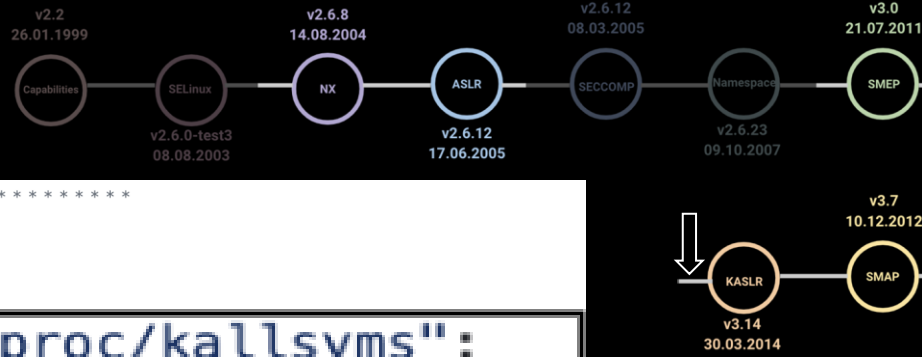 v2.2
26.01.1999
Capabilities
SELinux
v2.6.0-test3
08.08.2003
v2.6.8
14.08.2004
NX
ASLR
v2.6.12
17.06.2005
v2.6.12
08.03.2005
SECCOMP
Namespace
v2.6.23
09.10.2007
v3.0
21.07.2011
SMEP
v3.7
10.12.2012
SMAP
KASLR
v3.14
30.03.2014
*********
proc/kallsyms":